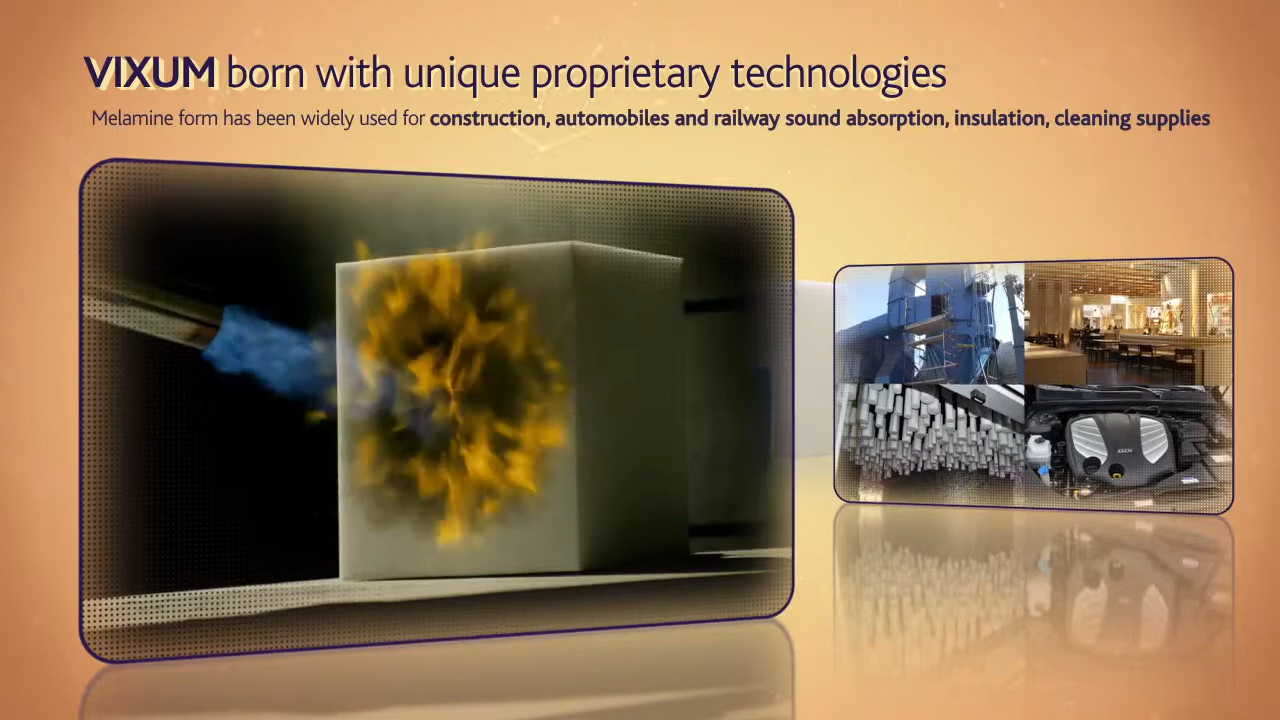 VIXUM born with unique proprietary technologies
Melamine form has been widely used for construction, automobiles and railway sound absorption, insulation, cleaning supplies